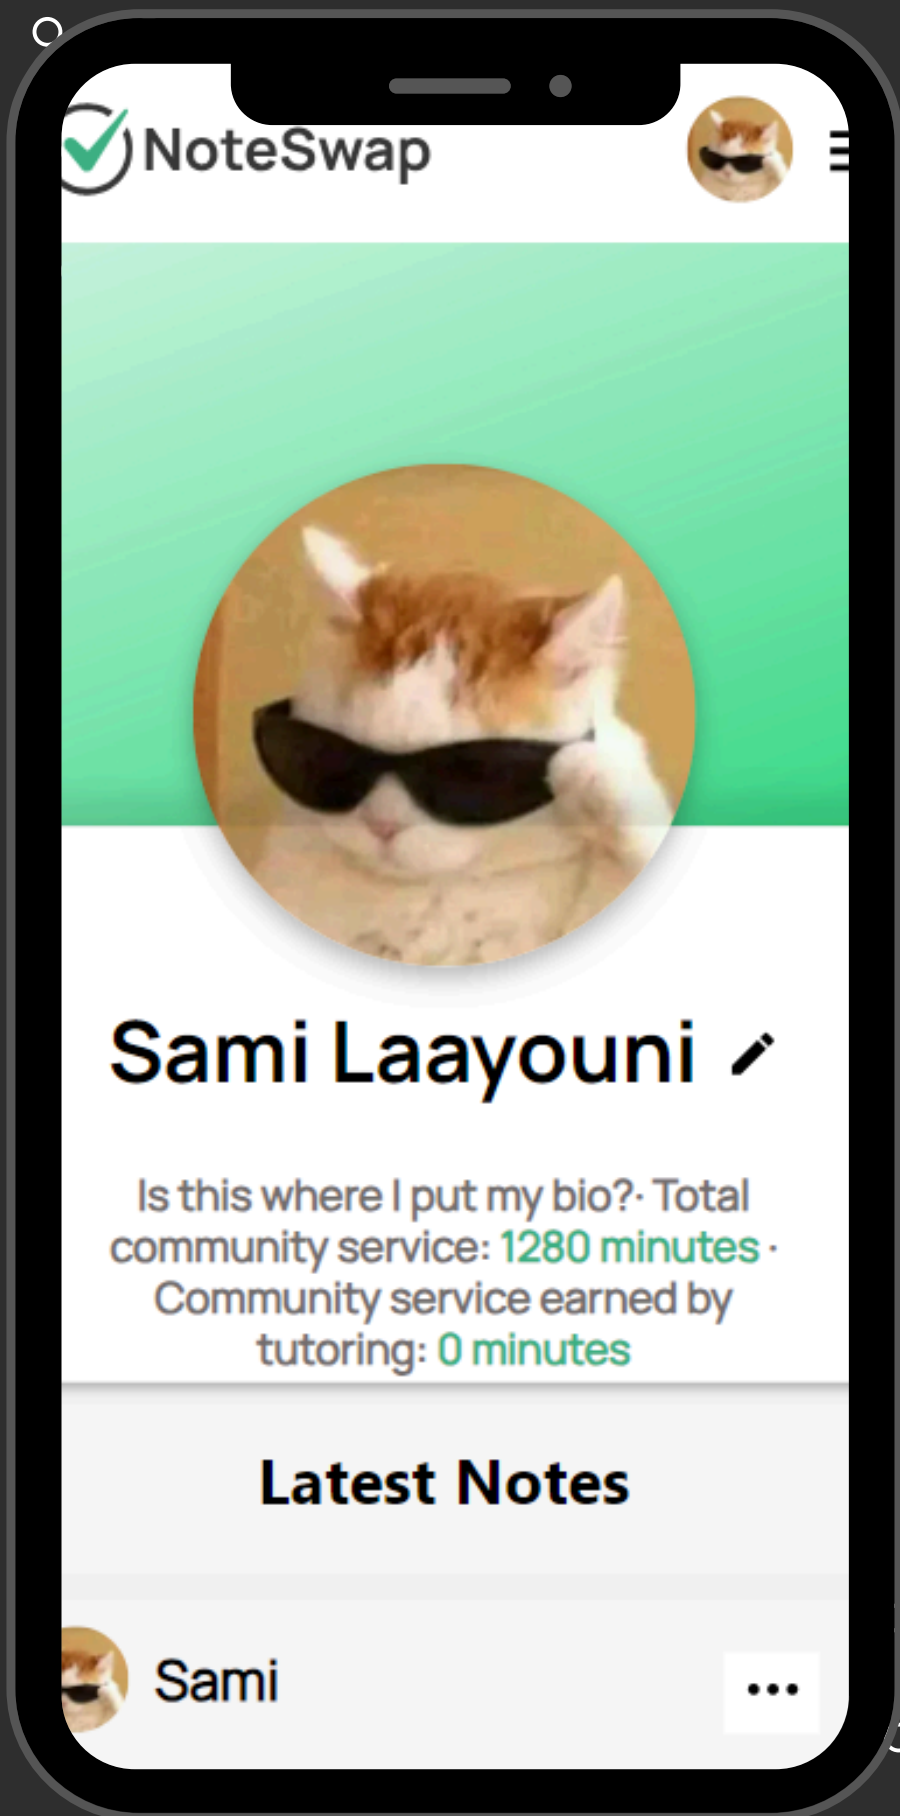 NoteSwap
Sami Laayouni
Is this where I put my bio?· Total
community service: 1280 minutes ·
Community service earned by
tutoring: 0 minutes
Latest Notes
Sami